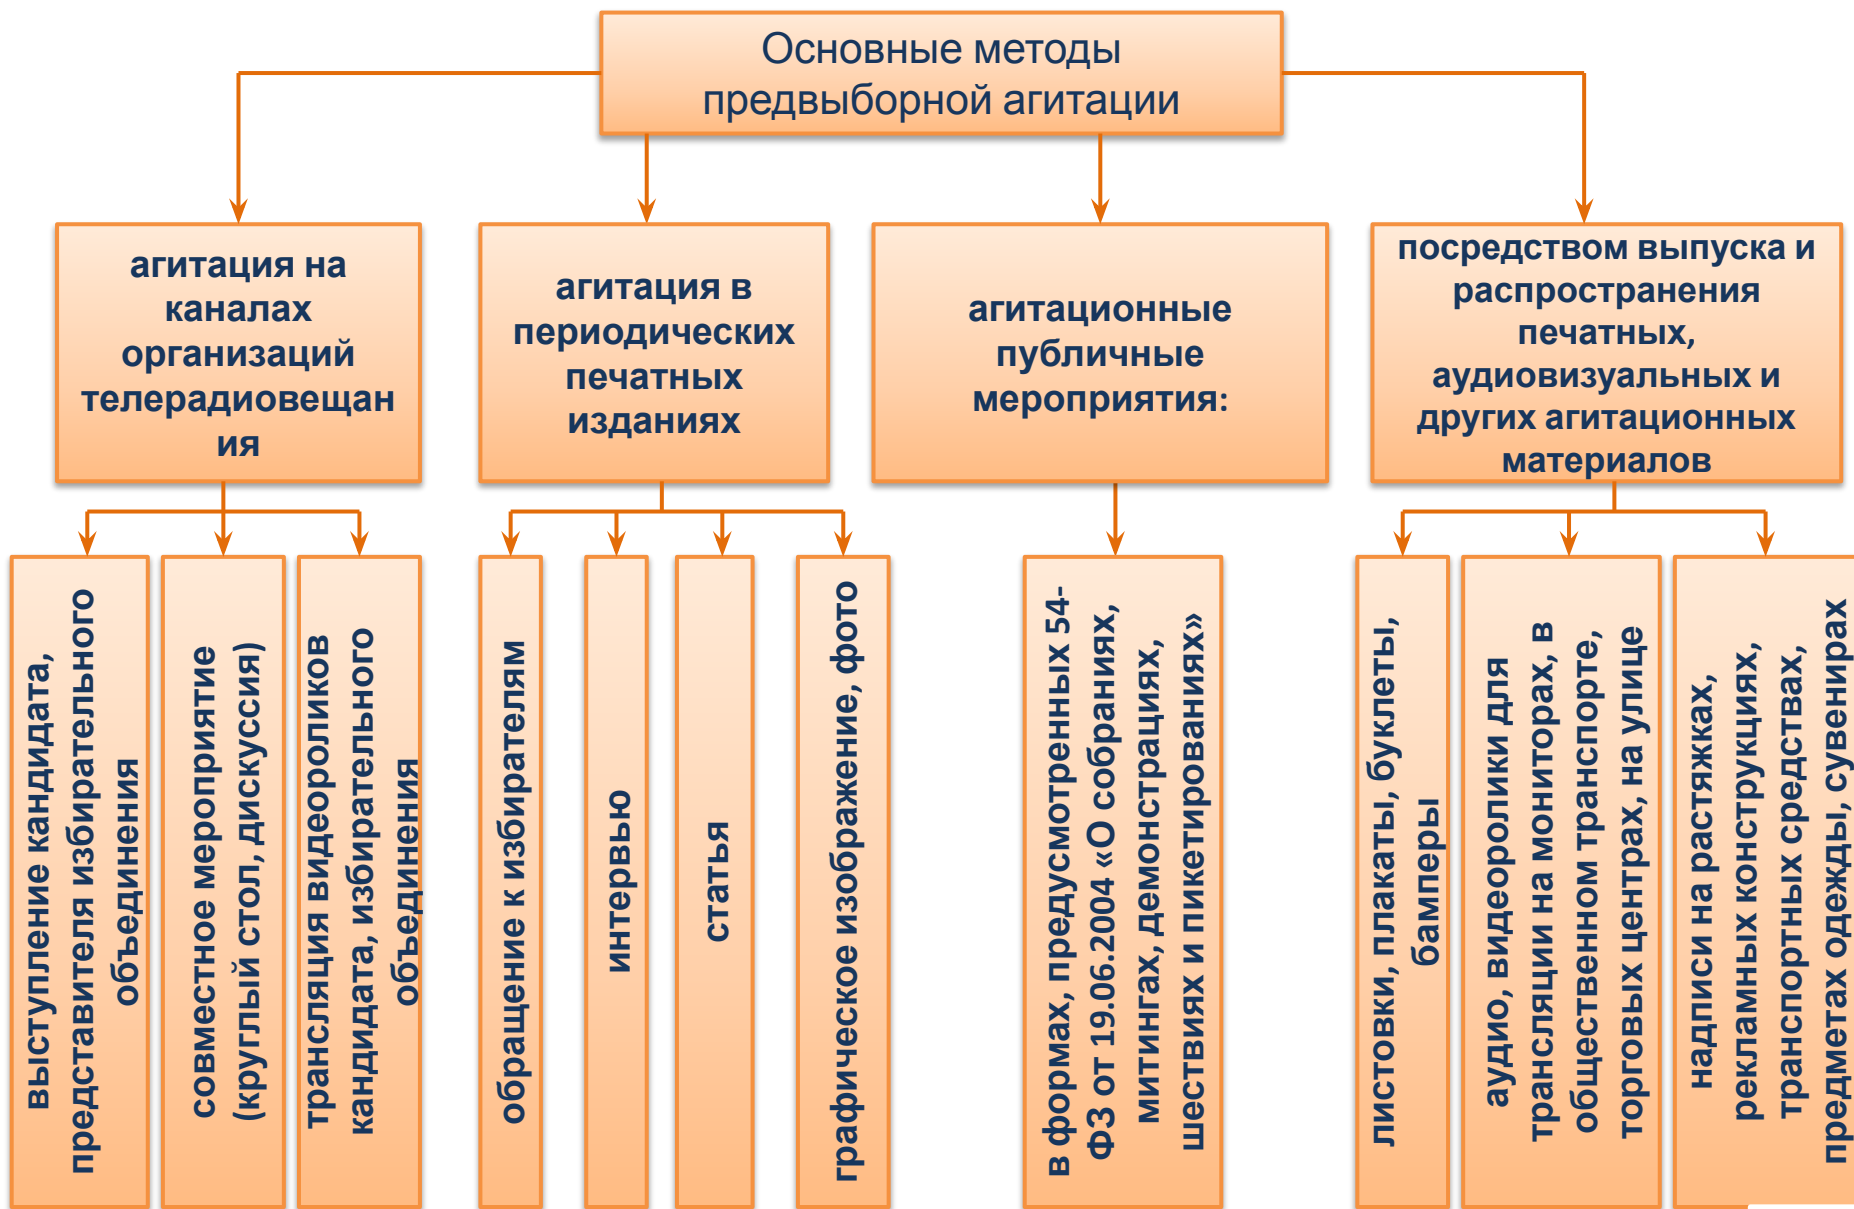 Основные методы
предвыборной агитации
агитация на
каналах
организаций
телерадиовещан
ия
агитация в
периодических
печатных
изданиях
агитационные
публичные
мероприятия:
посредством выпуска и
распространения
печатных,
аудиовизуальных и
других агитационных
материалов
выступление кандидата,
представителя избирательного
объединения
совместное мероприятие
(круглый стол, дискуссия)
трансляция видеороликов
кандидата, избирательного
объединения
обращение к избирателям
интервью
статья
графическое изображение, фото
в формах, предусмотренных 54-
ФЗ от 19.06.2004 «О собраниях,
митингах, демонстрациях,
шествиях и пикетированиях»
листовки, плакаты, буклеты,
бамперы
аудио, видеоролики для
трансляции на мониторах, в
общественном транспорте,
торговых центрах, на улице
надписи на растяжках,
рекламных конструкциях,
транспортных средствах,
предметах одежды, сувенирах